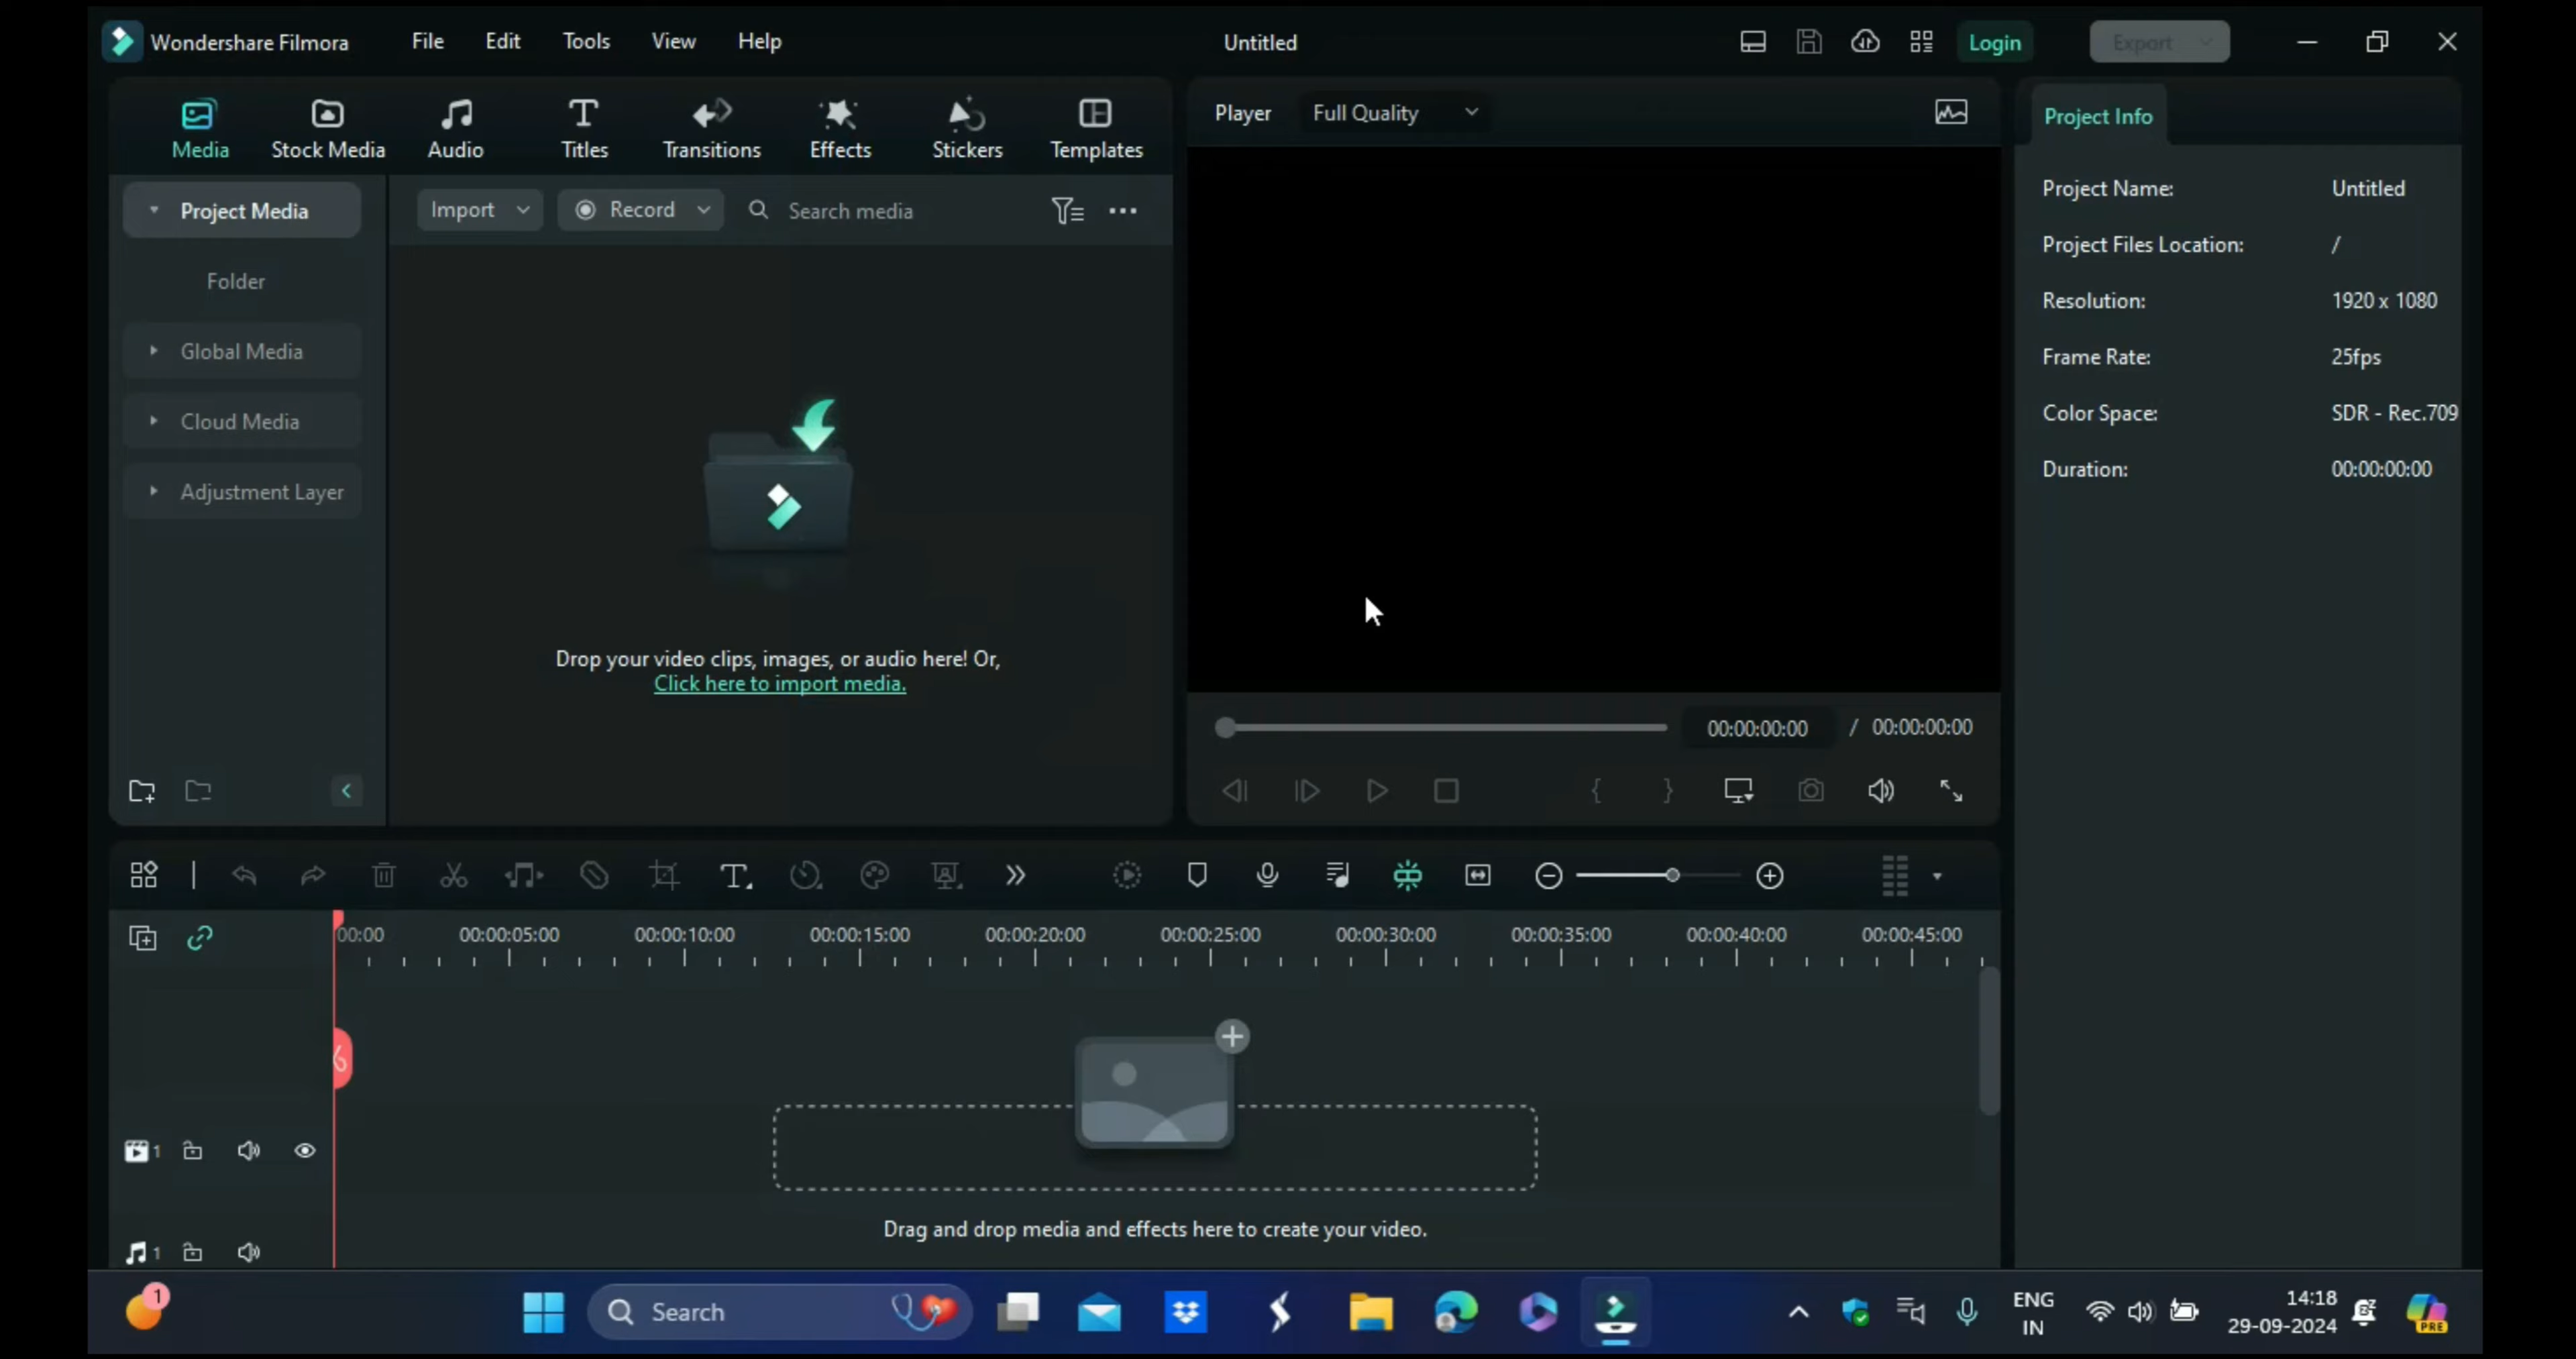 Wondershare Filmora File Edit Tools View Help Untitled Login Export
Media Stock Media Audio Titles Transitions Effects Stickers Templates
Player Full Quality
Project Info
Project Media
Folder
Global Media
Cloud Media
Adjustment Layer
Import Record Search media
Drop your video clips, images, or audio here! Or,
Click here to import media.
00:00:00:00 / 00:00:00:00
Project Name: Untitled
Project Files Location: /
Resolution: 1920 x 1080
Frame Rate: 25fps
Color Space: SDR - Rec.709
Duration: 00:00:00:00
00:00 00:00:05:00 00:00:10:00 00:00:15:00 00:00:20:00 00:00:25:00 00:00:30:00 00:00:35:00 00:00:40:00 00:00:45:00
1
Drag and drop media and effects here to create your video.
1
1 Search ENG 14:18
IN 29-09-2024 PRE